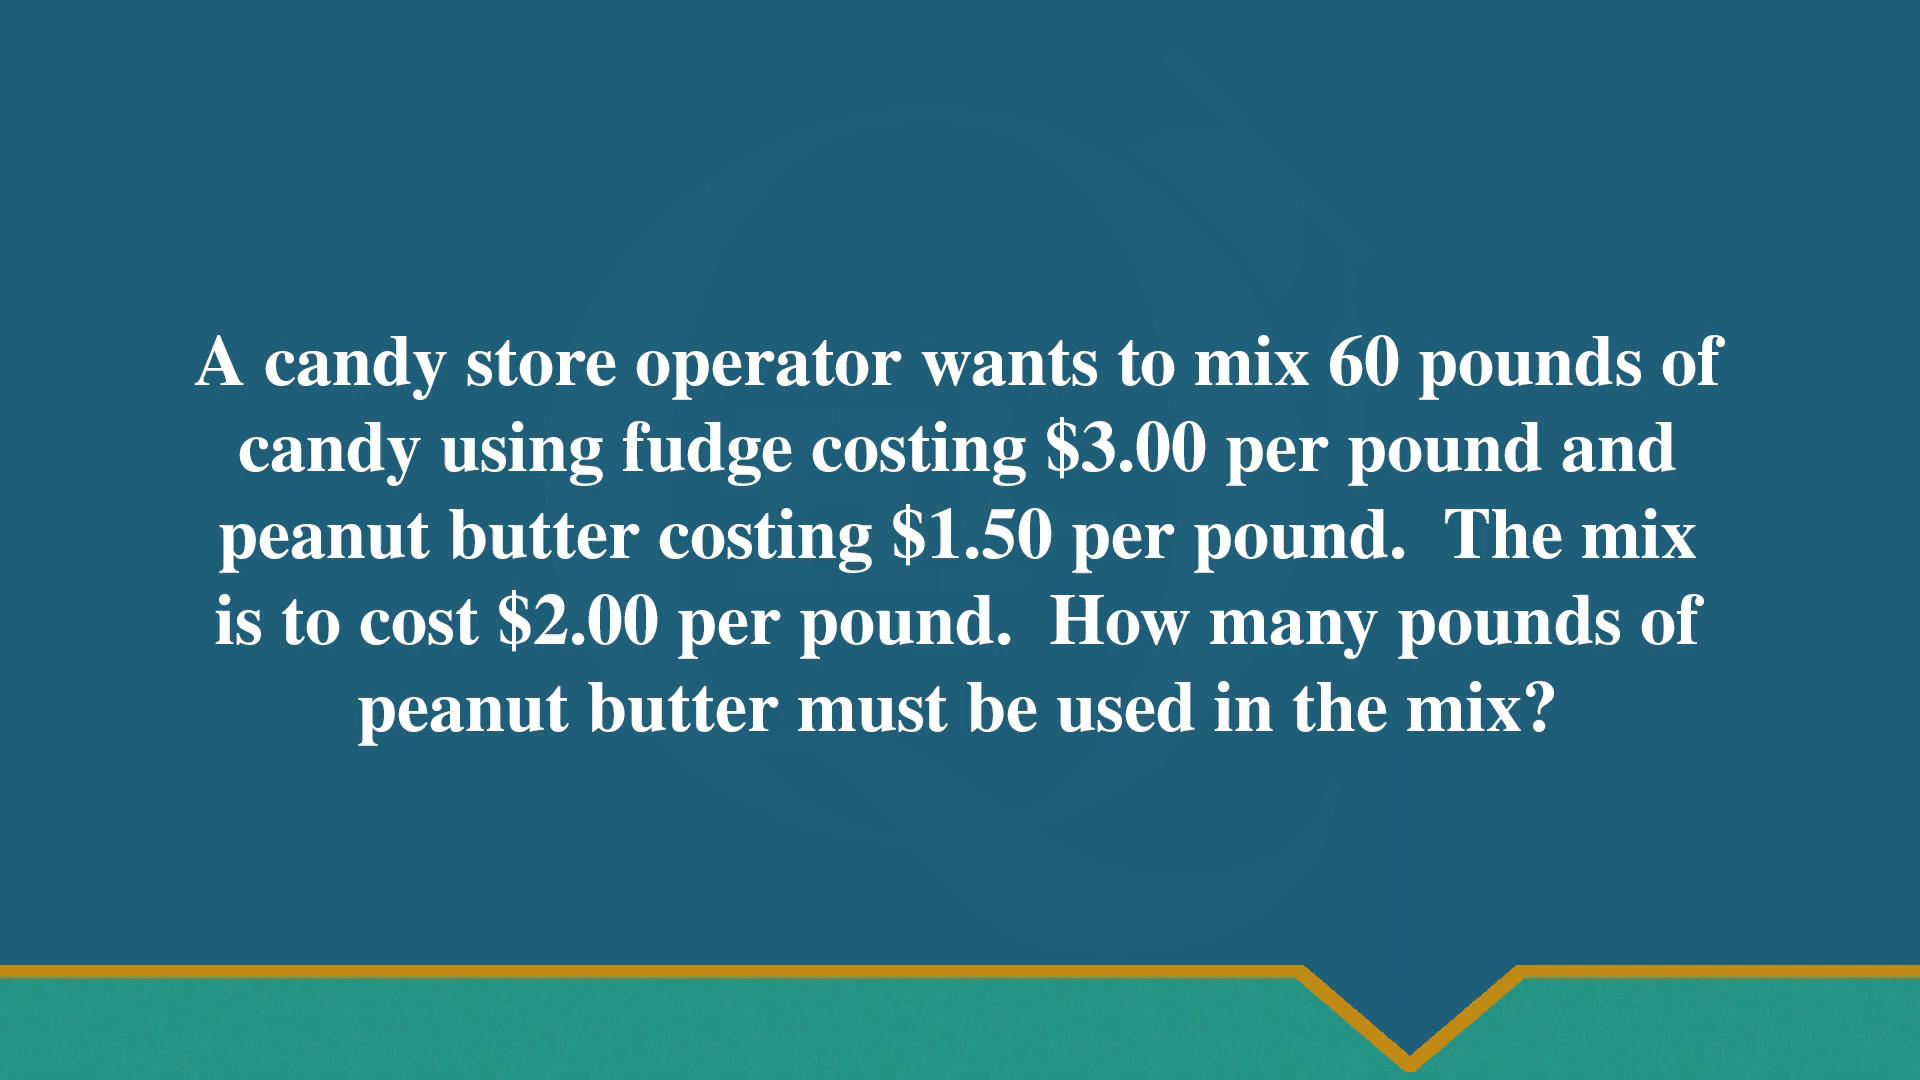 A candy store operator wants to mix 60 pounds of
candy using fudge costing $3.00 per pound and
peanut butter costing $1.50 per pound.  The mix
is to cost $2.00 per pound.  How many pounds of
peanut butter must be used in the mix?